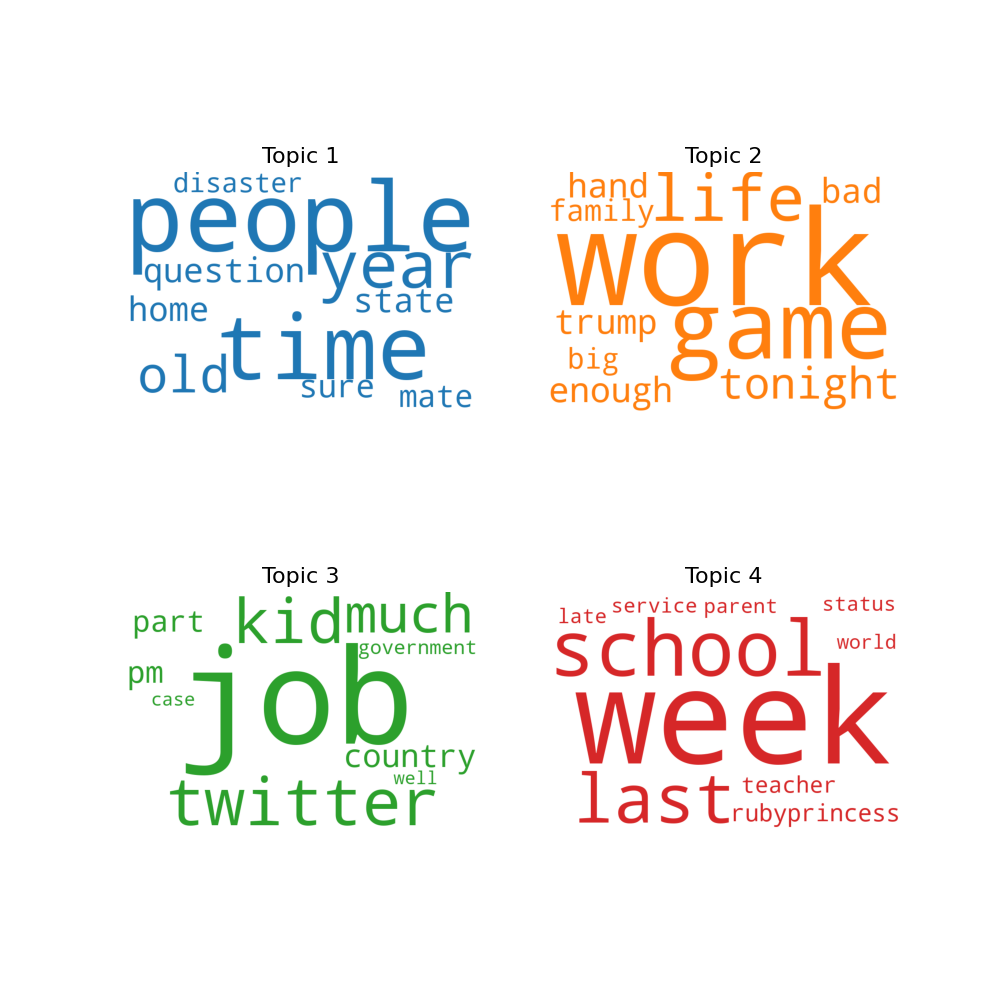 Topic 1
disaster
people
question
year
home
state
time
old
sure
mate
Topic 2
hand
life
bad
family
work
trump
game
big
enough
tonight
Topic 3
part
kid
much
government
pm
job
case
country
well
twitter
Topic 4
late
service
parent
status
school
world
week
last
teacher
rubyprincess